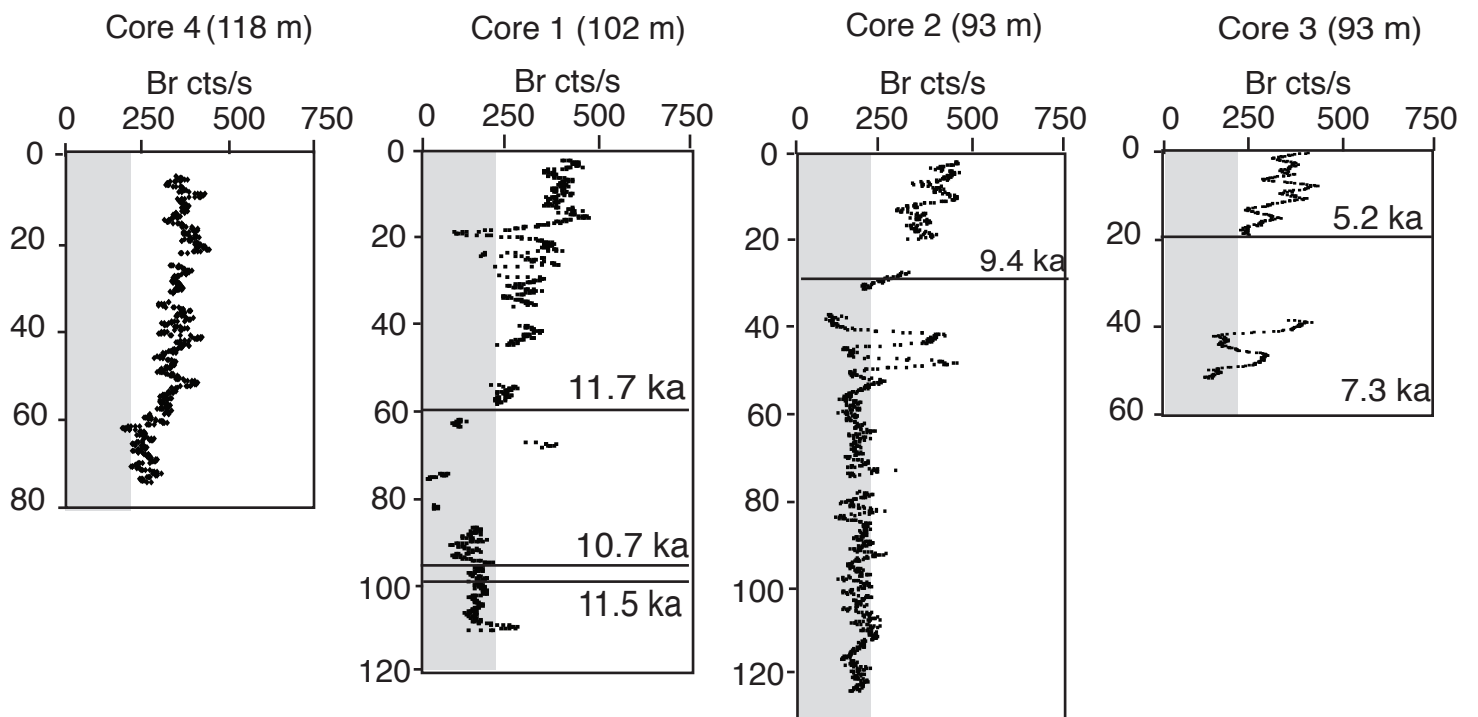 Core 4 (118 m)
Br cts/s
0 250 500 750
0
20
40
60
80
Core 1 (102 m)
Br cts/s
0 250 500 750
0
20
40
60
80
100
120
11.7 ka
10.7 ka
11.5 ka
Core 2 (93 m)
Br cts/s
0 250 500 750
0
20
40
60
80
100
120
9.4 ka
Core 3 (93 m)
Br cts/s
0 250 500 750
0
20
40
60
5.2 ka
7.3 ka